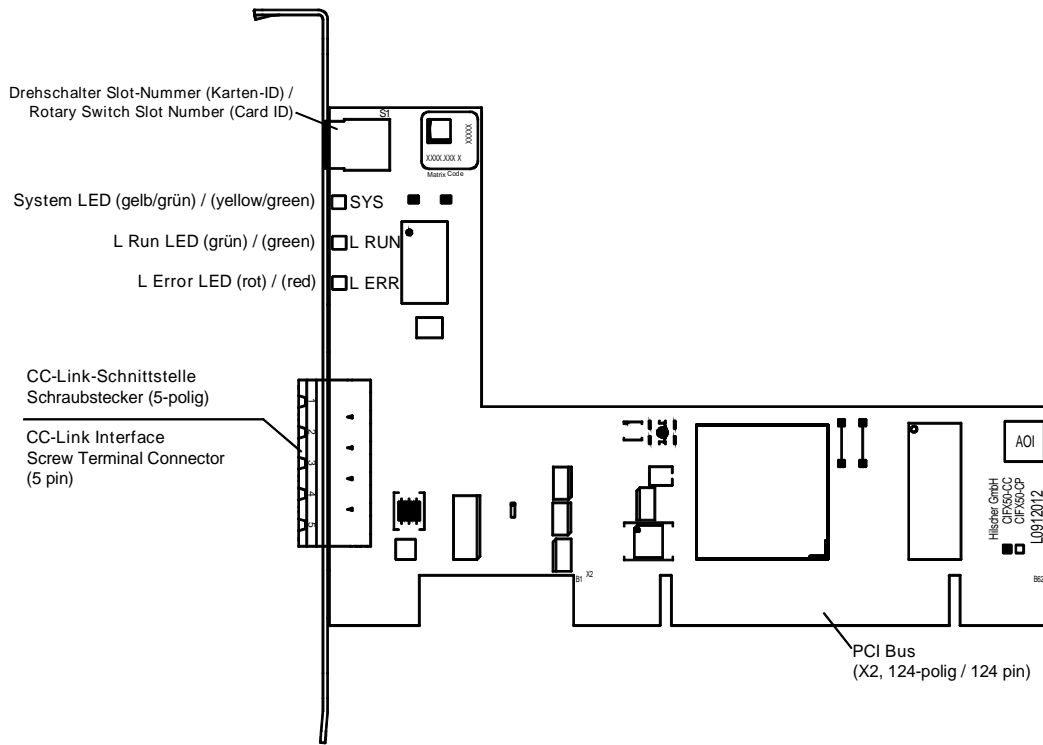 Drehschalter Slot-Nummer (Karten-ID) /
Rotary Switch Slot Number (Card ID)
S1
XXXXX
XXXX.XXX X
Matrix Code
System LED (gelb/grün) / (yellow/green)
SYS
L Run LED (grün) / (green)
L RUN
L Error LED (rot) / (red)
L ERR
CC-Link-Schnittstelle
Schraubstecker (5-polig)
CC-Link Interface
Screw Terminal Connector
(5 pin)
1
2
3
4
5
AOI
Hilscher GmbH
CIFX50-CC
CIFX50-CP
L0912012
B1
X2
B62
PCI Bus
(X2, 124-polig / 124 pin)